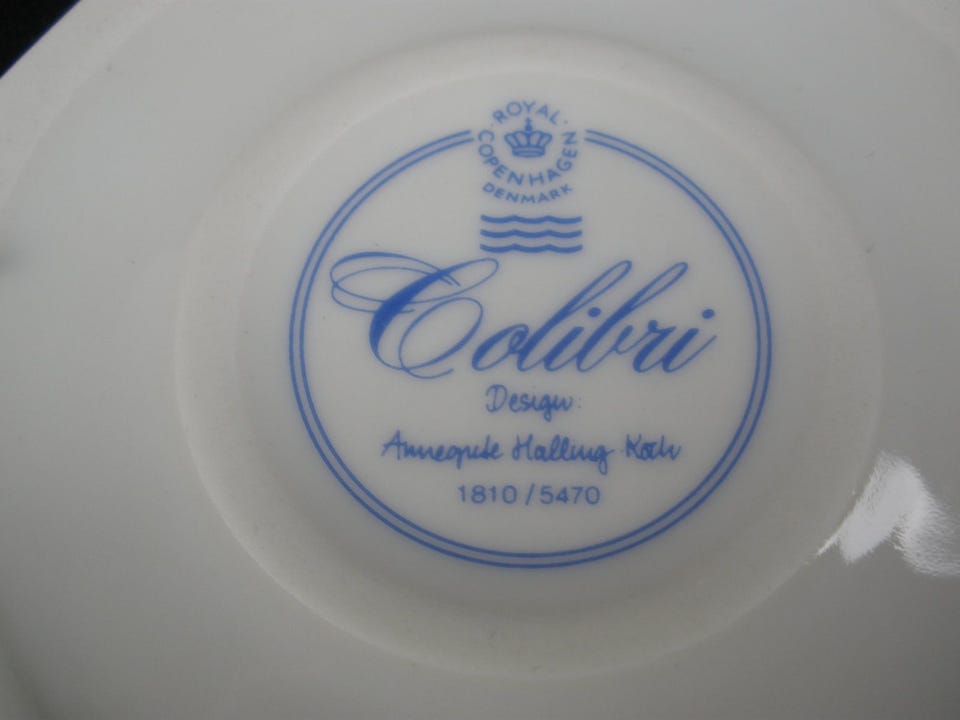 ROYAL
COPENHAGEN
DENMARK
Colibri
Design:
Annegrete Halling-Koch
1810/5470